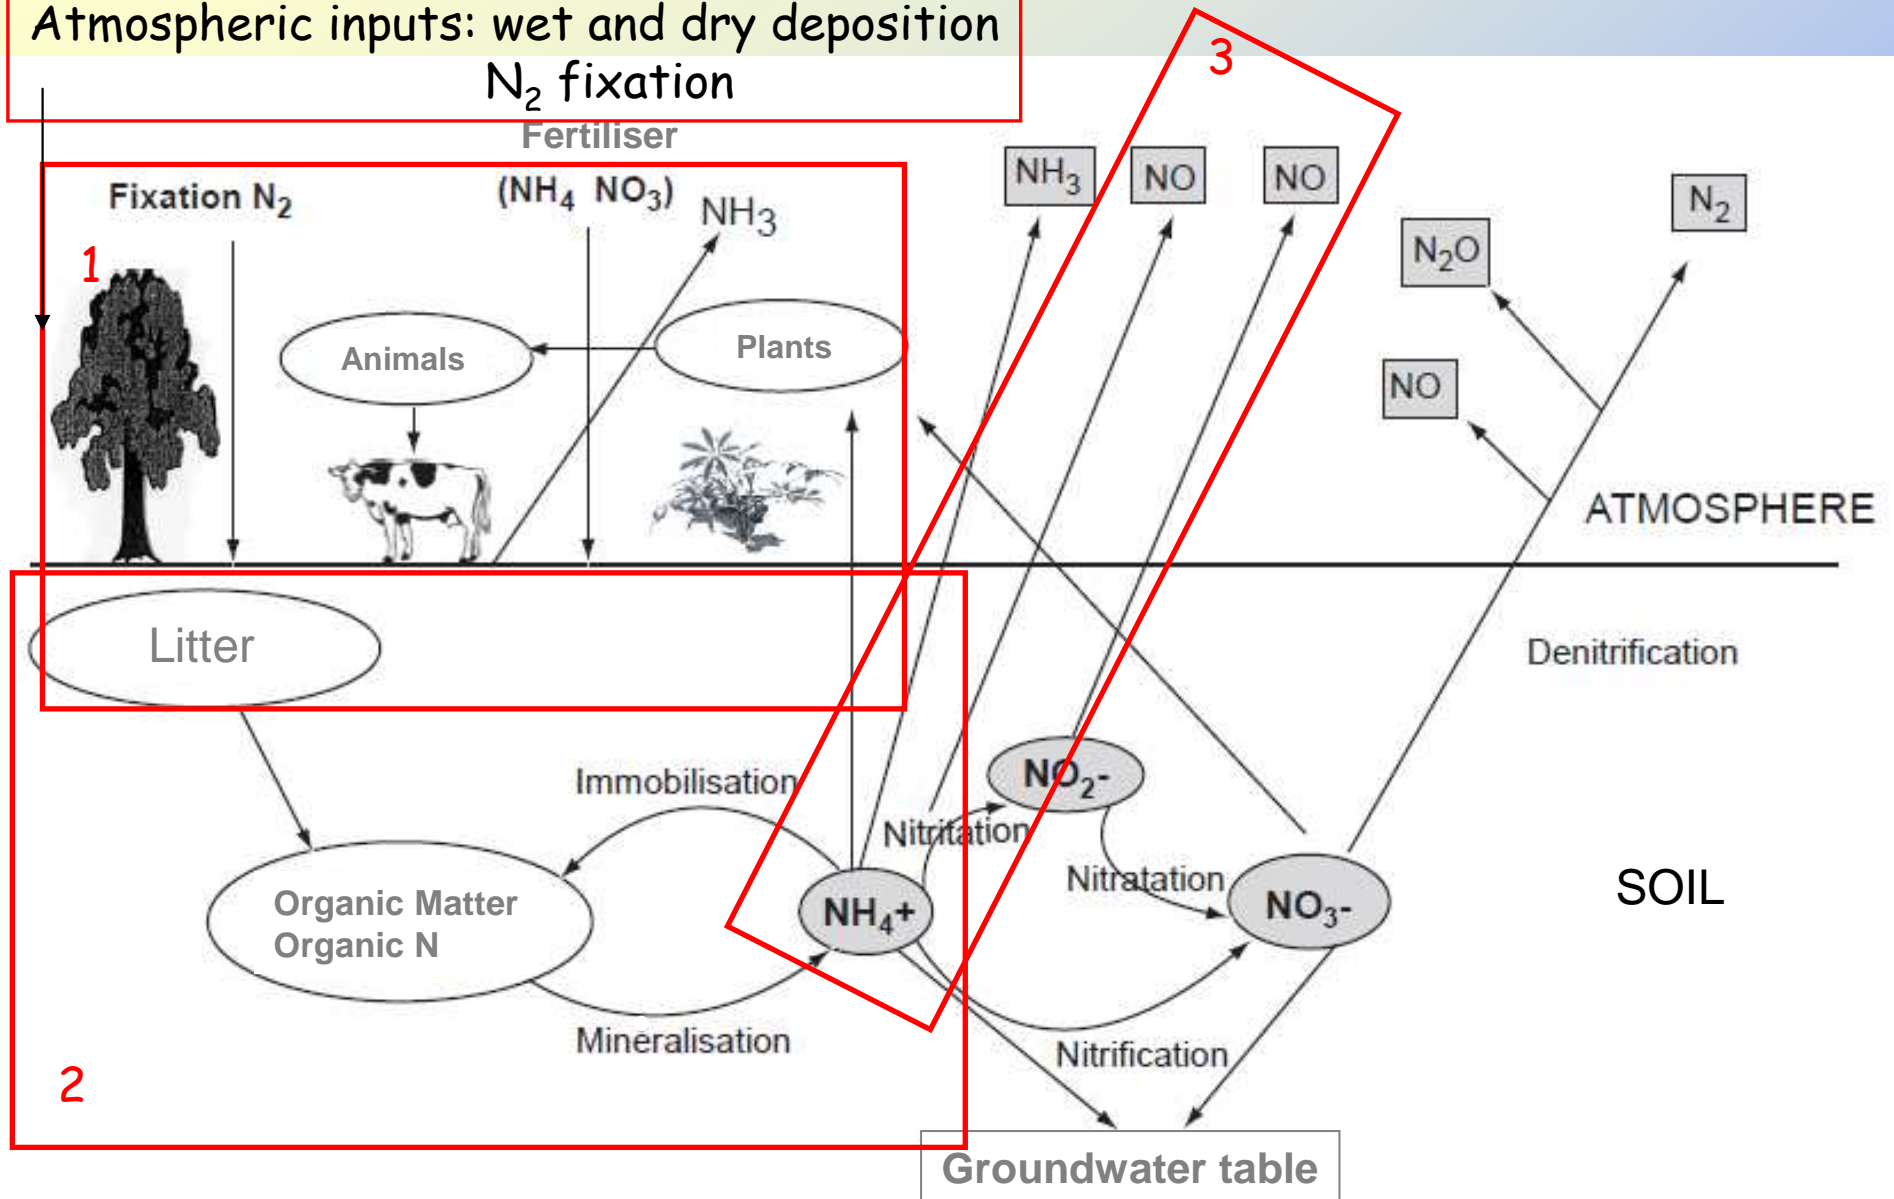 Atmospheric inputs: wet and dry deposition
N₂ fixation
Fertiliser
Fixation N₂
(NH₄ NO₃)
NH₃
1
Animals
Plants
3
NH₃
NO
NO
N₂O
N₂
NO
ATMOSPHERE
Litter
Denitrification
Immobilisation
NO₂-
Nitritation
Nitratation
Organic Matter
Organic N
NH₄+
NO₃-
SOIL
Mineralisation
Nitrification
2
Groundwater table